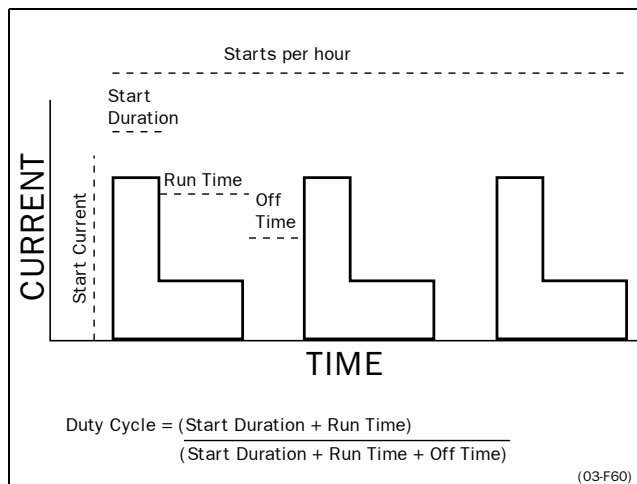 Starts per hour
Start
Duration
Run Time
Off
Time
Start Current
CURRENT
TIME
Duty Cycle = (Start Duration + Run Time)
(Start Duration + Run Time + Off Time)
(03-F60)